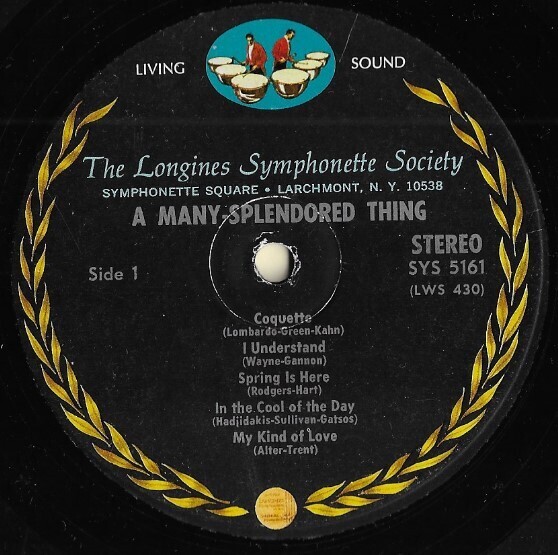 LIVING SOUND
The Longines Symphonette Society
SYMPHONETTE SQUARE • LARCHMONT, N. Y. 10538
A MANY-SPLENDORED THING
STEREO
Side 1
SYS 5161
(LWS 430)
Coquette
(Lombardo-Green-Kahn)
I Understand
(Wayne-Gannon)
Spring Is Here
(Rodgers-Hart)
In the Cool of the Day
(Hadjidakis-Sullivan-Gatsos)
My Kind of Love
(Alter-Trent)